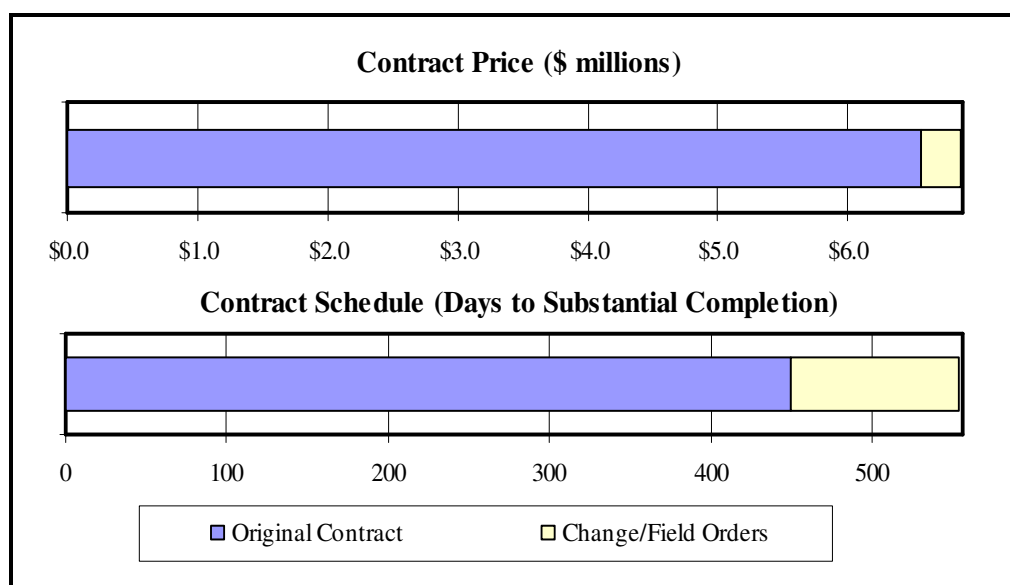 Contract Price ($ millions)
$0.0 $1.0 $2.0 $3.0 $4.0 $5.0 $6.0
Contract Schedule (Days to Substantial Completion)
0 100 200 300 400 500
Original Contract Change/Field Orders